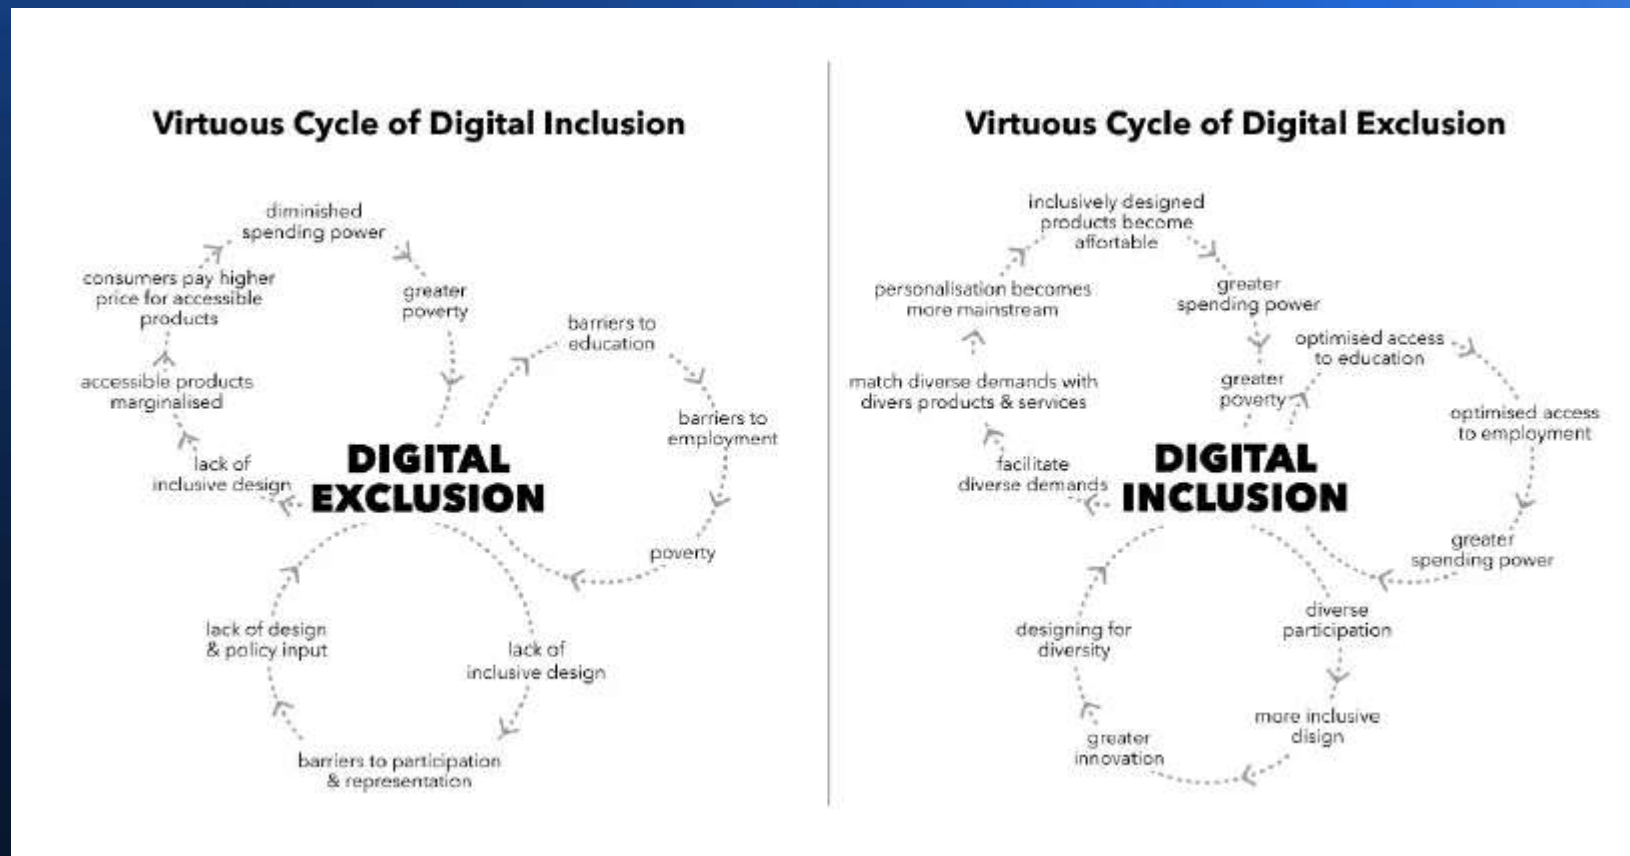 Virtuous Cycle of Digital Inclusion
diminished
spending power
consumers pay higher
price for accessible
products
greater
poverty
barriers to
education
accessible products
marginalised
barriers to
employment
lack of
inclusive design
DIGITAL
EXCLUSION
poverty
lack of design
& policy input
lack of
inclusive design
barriers to participation
& representation
Virtuous Cycle of Digital Exclusion
inclusively designed
products become
affortable
personalisation becomes
more mainstream
greater
spending power
optimised access
to education
match diverse demands with
divers products & services
greater
poverty
optimised access
to employment
facilitate
diverse demands
DIGITAL
INCLUSION
greater
spending power
designing for
diversity
diverse
participation
more inclusive
disign
greater
innovation